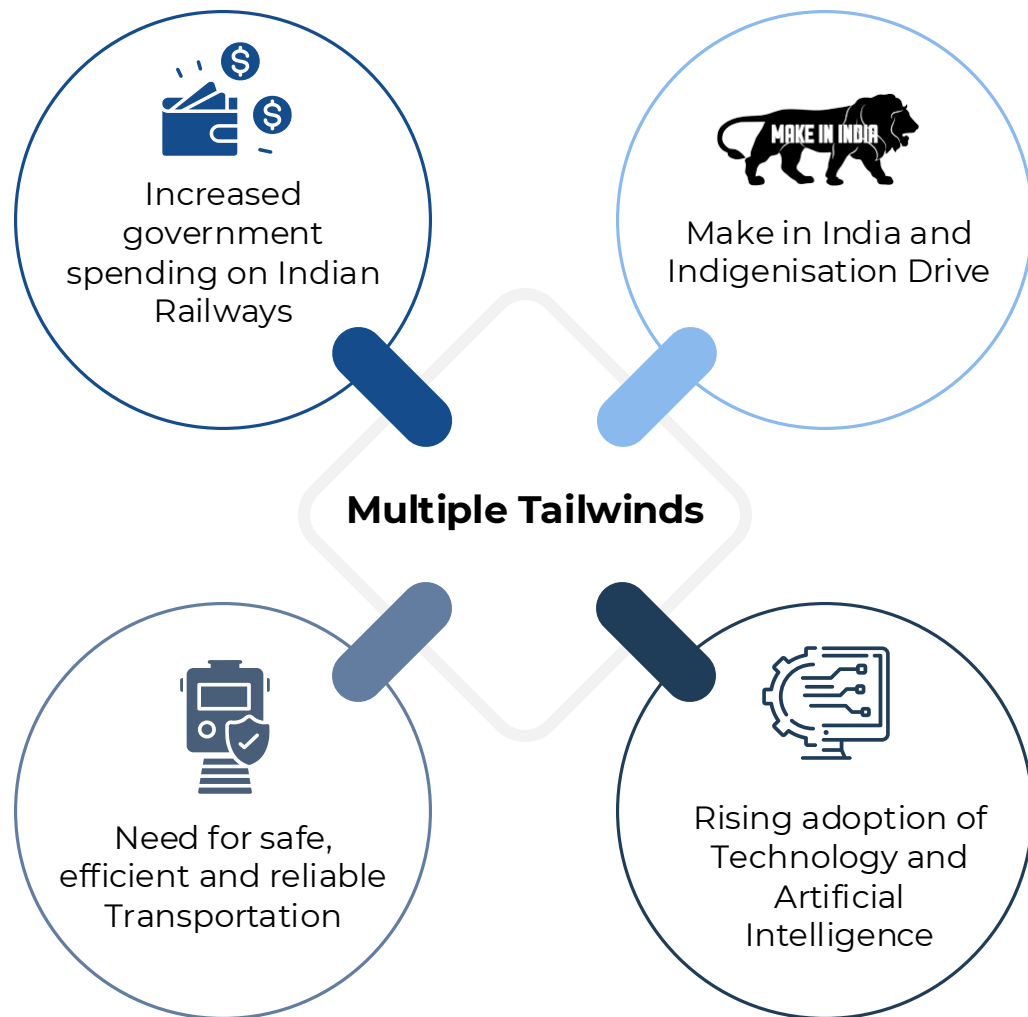 $
$
Increased
government
spending on Indian
Railways
MAKE IN INDIA
Make in India and
Indigenisation Drive
Multiple Tailwinds
Need for safe,
efficient and reliable
Transportation
Rising adoption of
Technology and
Artificial
Intelligence